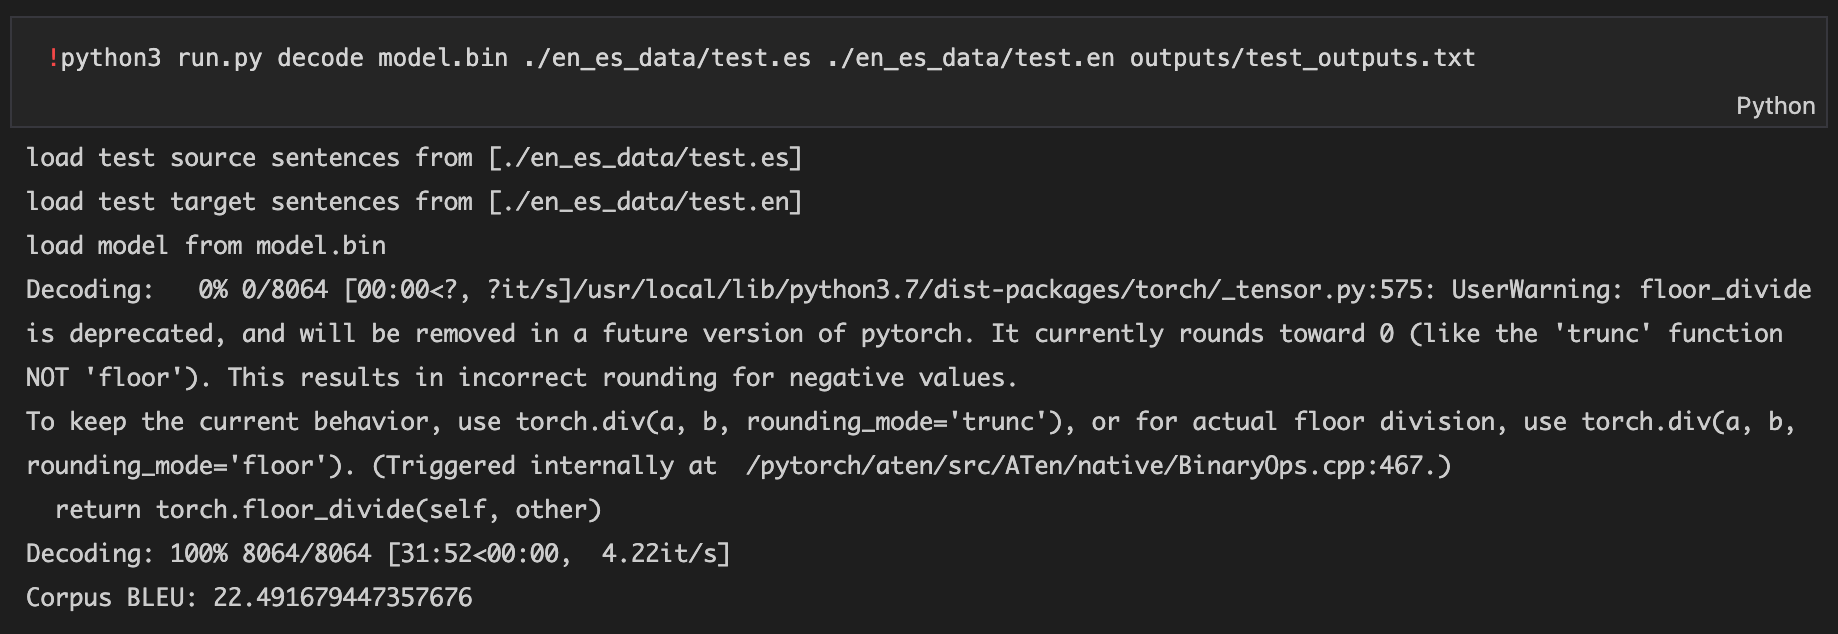 !python3 run.py decode model.bin ./en_es_data/test.es ./en_es_data/test.en outputs/test_outputs.txt
Python
load test source sentences from [./en_es_data/test.es]
load test target sentences from [./en_es_data/test.en]
load model from model.bin
Decoding:   0% 0/8064 [00:00<?, ?it/s]/usr/local/lib/python3.7/dist-packages/torch/_tensor.py:575: UserWarning: floor_divide
is deprecated, and will be removed in a future version of pytorch. It currently rounds toward 0 (like the 'trunc' function
NOT 'floor'). This results in incorrect rounding for negative values.
To keep the current behavior, use torch.div(a, b, rounding_mode='trunc'), or for actual floor division, use torch.div(a, b,
rounding_mode='floor'). (Triggered internally at  /pytorch/aten/src/ATen/native/BinaryOps.cpp:467.)
  return torch.floor_divide(self, other)
Decoding: 100% 8064/8064 [31:52<00:00,  4.22it/s]
Corpus BLEU: 22.491679447357676